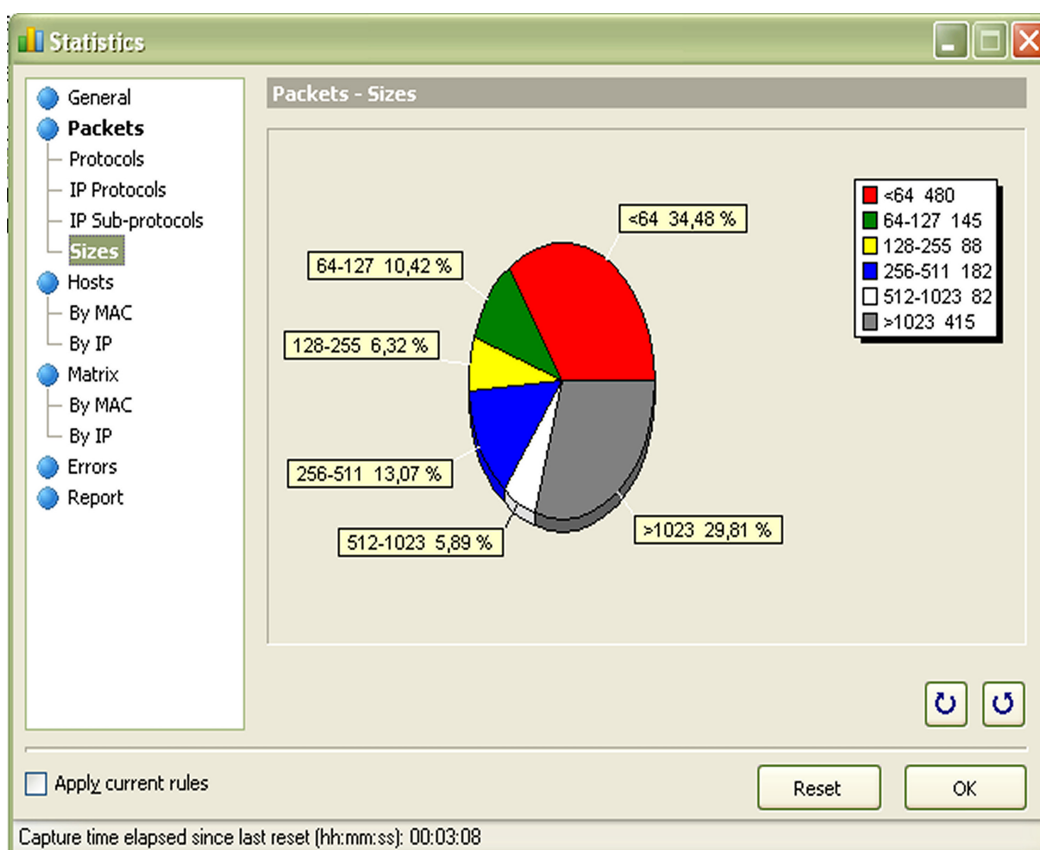 Statistics
General
Packets
Protocols
IP Protocols
IP Sub-protocols
Sizes
Hosts
By MAC
By IP
Matrix
By MAC
By IP
Errors
Report
Packets - Sizes
<64 34,48 %
64-127 10,42 %
128-255 6,32 %
256-511 13,07 %
512-1023 5,89 %
>1023 29,81 %
<64 480
64-127 145
128-255 88
256-511 182
512-1023 82
>1023 415
Apply current rules
Reset
OK
Capture time elapsed since last reset (hh:mm:ss): 00:03:08